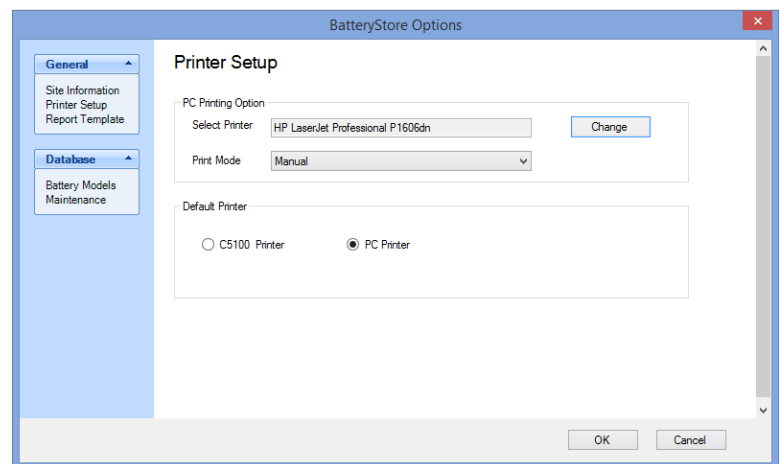 BatteryStore Options
General
Site Information
Printer Setup
Report Template
Database
Battery Models
Maintenance
Printer Setup
PC Printing Option
Select Printer HP LaserJet Professional P1606dn Change
Print Mode Manual
Default Printer
C5100 Printer PC Printer
OK Cancel